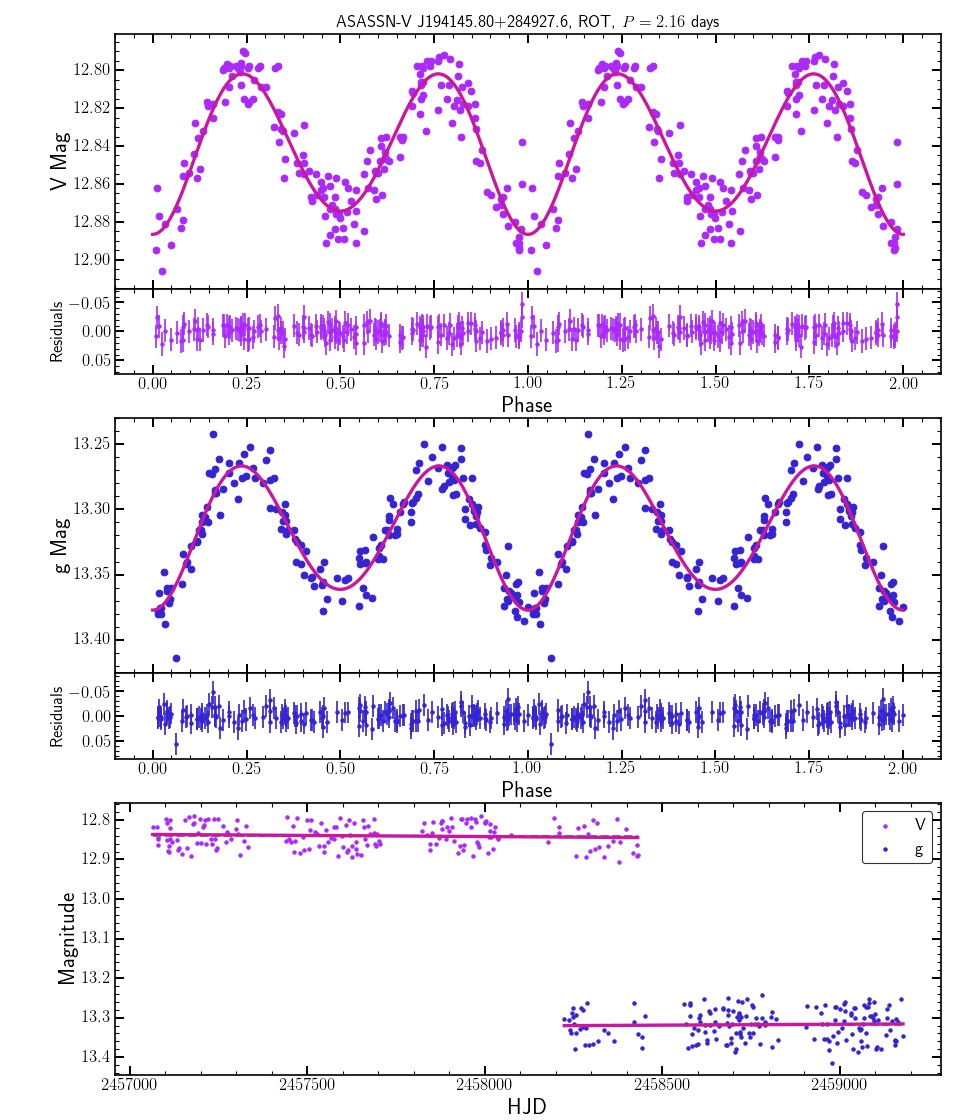 ASASSN-V J194145.80+284927.6, ROT, P = 2.16 days
12.80
12.82
12.84
12.86
12.88
12.90
V Mag
−0.05
0.00
0.05
Residuals
0.00 0.25 0.50 0.75 1.00 1.25 1.50 1.75 2.00
Phase
13.25
13.30
13.35
13.40
g Mag
−0.05
0.00
0.05
Residuals
0.00 0.25 0.50 0.75 1.00 1.25 1.50 1.75 2.00
Phase
12.8
12.9
13.0
13.1
13.2
13.3
13.4
Magnitude
V
g
2457000 2457500 2458000 2458500 2459000
HJD